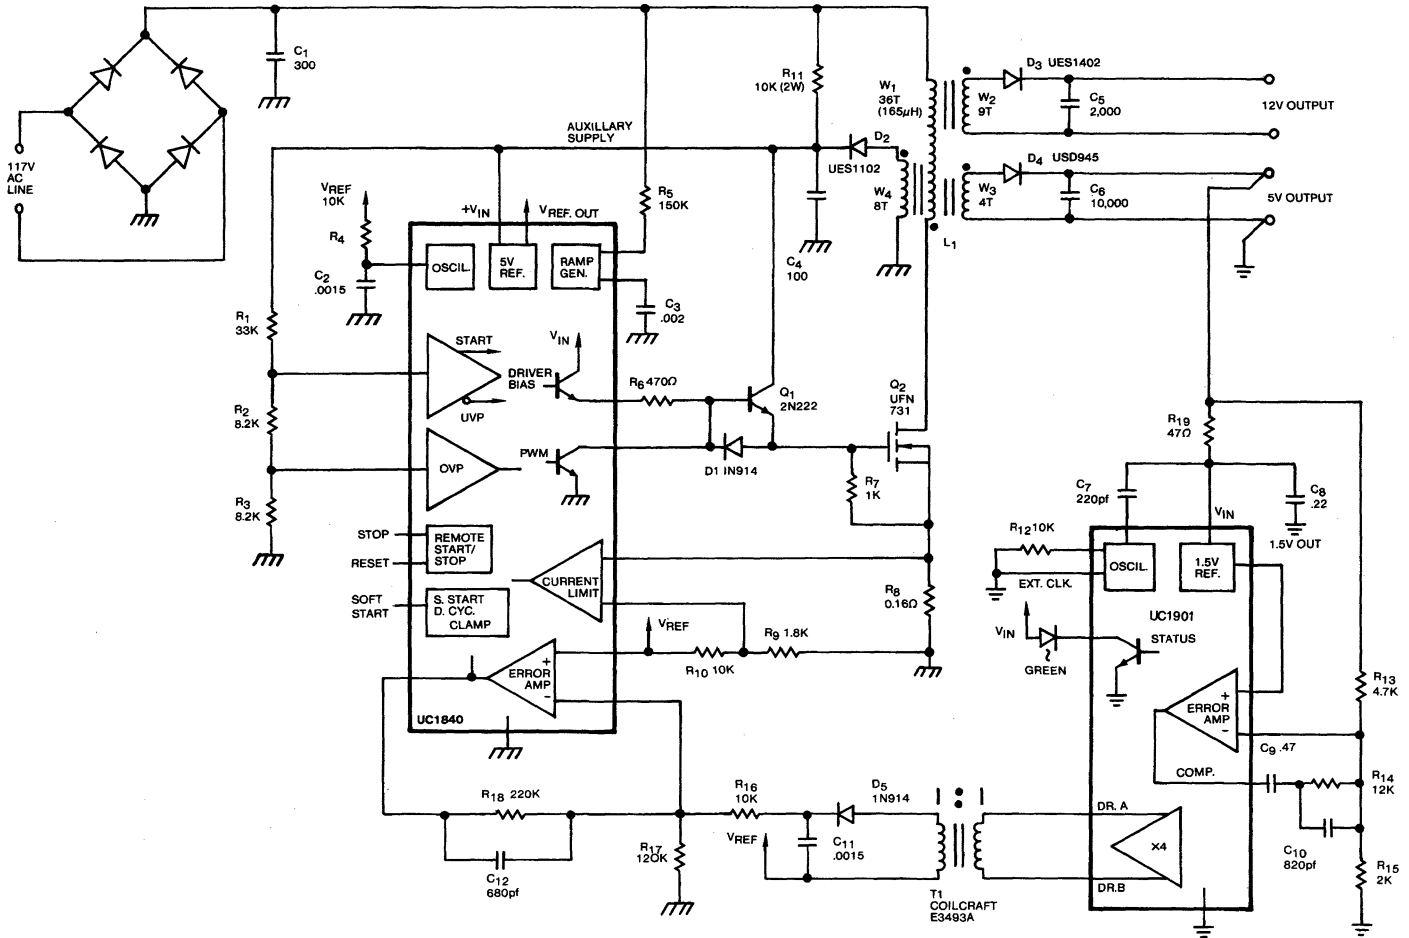 117V
AC
LINE
C1
300
R11
10K (2W)
W1
36T
(165µH)
D3 UES1402
W2
9T
C5
2,000
12V OUTPUT
AUXILLARY
SUPPLY
D2
UES1102
D4 USD945
W4
8T
W3
4T
C6
10,000
5V OUTPUT
L1
VREF
10K
R4
C2
.0015
+VIN
VREF. OUT
R5
150K
C4
100
OSCIL.
5V
REF.
RAMP
GEN.
C3
.002
R1
33K
START
UVP
DRIVER
BIAS
VIN
R6 470Ω
Q1
2N222
Q2
UFN
731
R2
8.2K
OVP
PWM
D1 IN914
R7
1K
R3
8.2K
R19
47Ω
C7
220pf
C8
.22
VIN
1.5V OUT
STOP
RESET
REMOTE
START/
STOP
CURRENT
LIMIT
R8
0.16Ω
R12 10K
EXT. CLK.
OSCIL.
1.5V
REF.
UC1901
SOFT
START
S. START
D. CYC.
CLAMP
VREF
R10 10K
R9 1.8K
VIN
GREEN
STATUS
+
ERROR
AMP
-
UC1840
+
ERROR
AMP
-
R13
4.7K
C9 .47
COMP.
R14
12K
C10
820pf
R15
2K
R18 220K
C12
680pf
R16
10K
D5
1N914
R17
120K
VREF
C11
.0015
T1
COILCRAFT
E3493A
DR. A
X4
DR.B